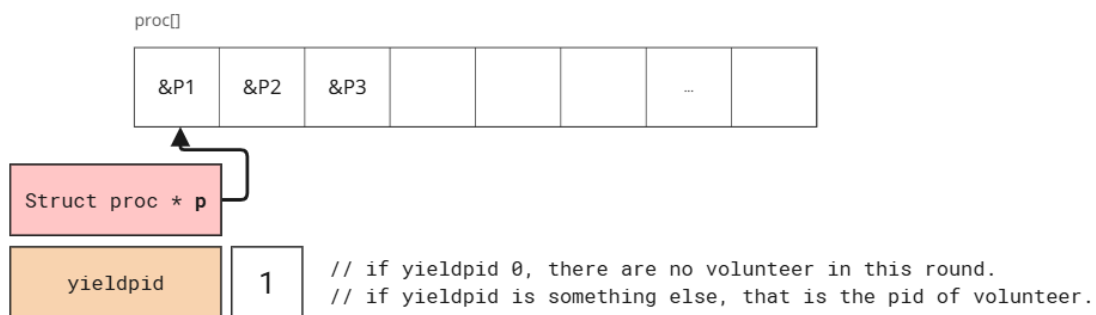 proc[]
&P1 &P2 &P3 ...
Struct proc * p
yieldpid 1
// if yieldpid 0, there are no volunteer in this round.
// if yieldpid is something else, that is the pid of volunteer.